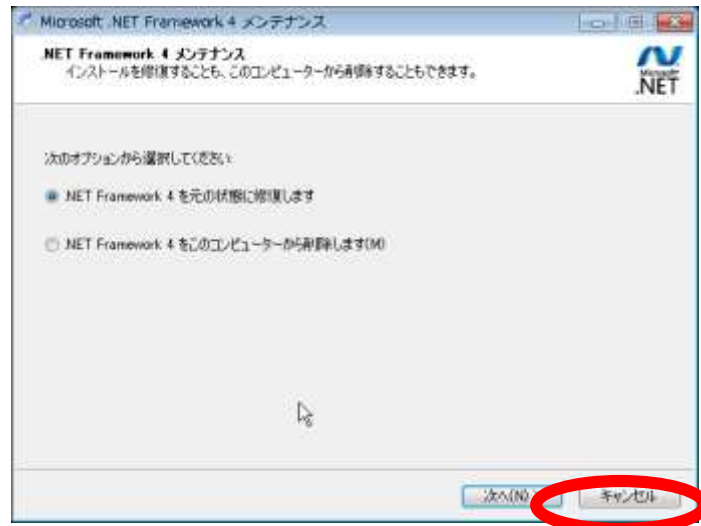 Microsoft .NET Framework 4 メンテナンス
.NET Framework 4 メンテナンス
インストールを修復することも、このコンピューターから削除することもできます。
Microsoft
.NET
次のオプションから選択してください
.NET Framework 4 を元の状態に修復します
.NET Framework 4 をこのコンピューターから削除します(M)
次へ(N)
キャンセル